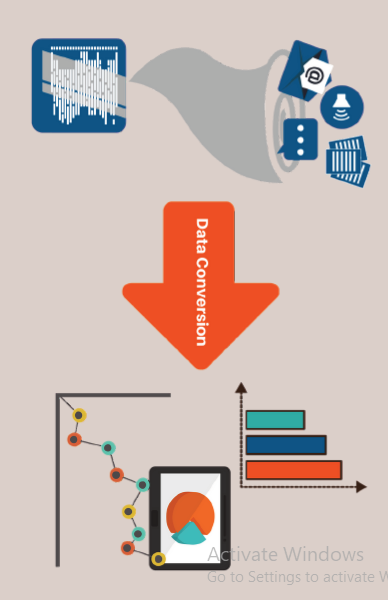 @
Data Conversion
Activate Windows
Go to Settings to activate W